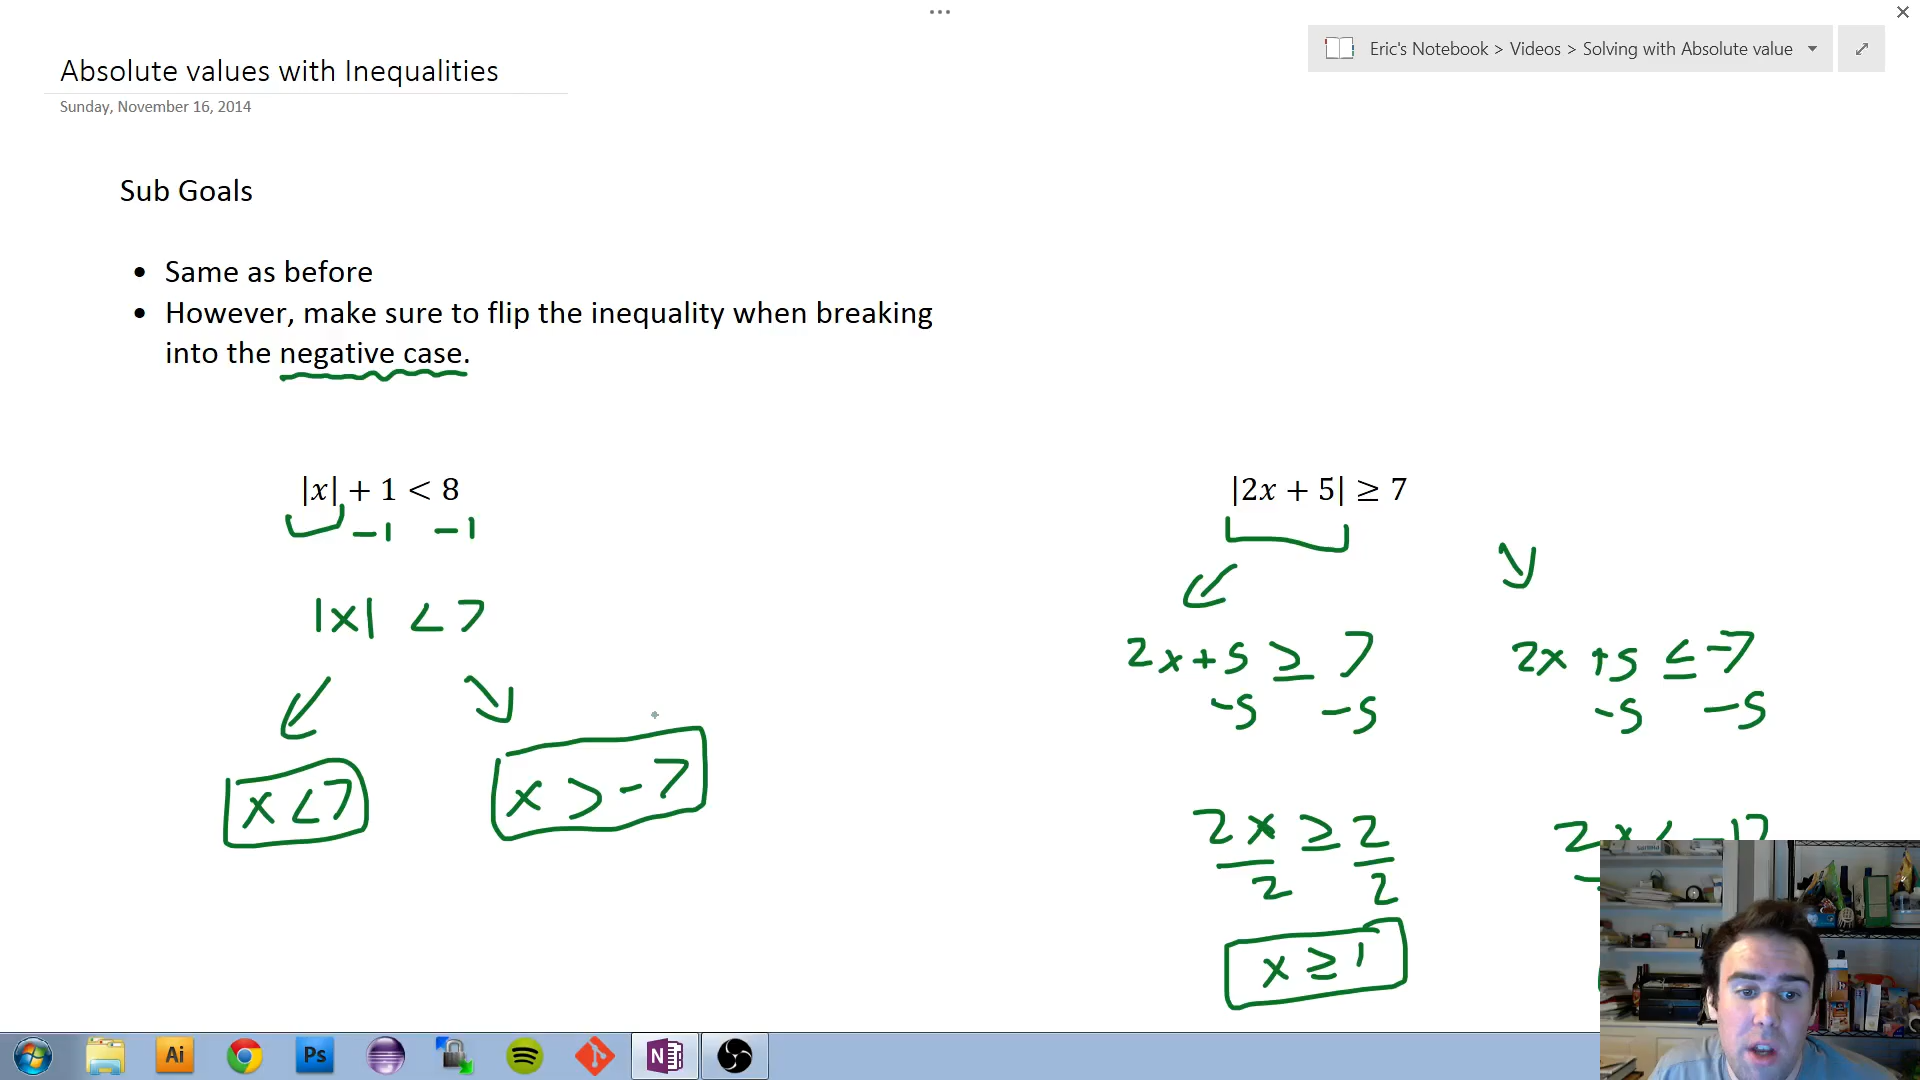 Eric's Notebook > Videos > Solving with Absolute value
Absolute values with Inequalities
Sunday, November 16, 2014
Sub Goals
• Same as before
• However, make sure to flip the inequality when breaking
into the negative case.
|x| + 1 < 8
-1 -1
|x| < 7
x < 7
x > -7
|2x + 5| ≥ 7
2x+5 ≥ 7
-5 -5
2x ≥ 2
2 2
x ≥ 1
2x +5 ≤ -7
-5 -5
2x
Ai
Ps
N